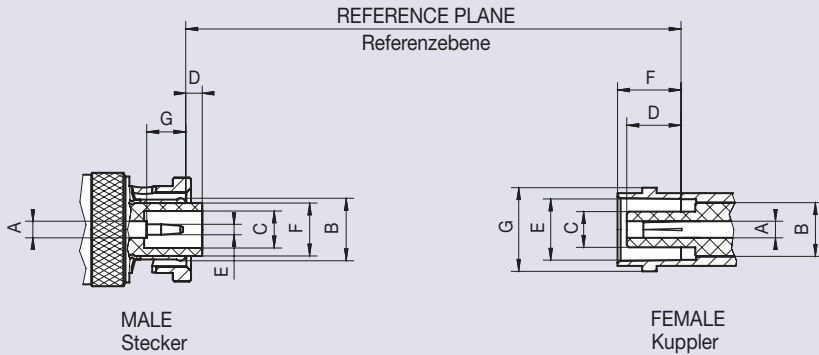 REFERENCE PLANE
Referenzebene
D
G
A
E
C
F
B
MALE
Stecker
F
D
G
E
C
A
B
FEMALE
Kuppler